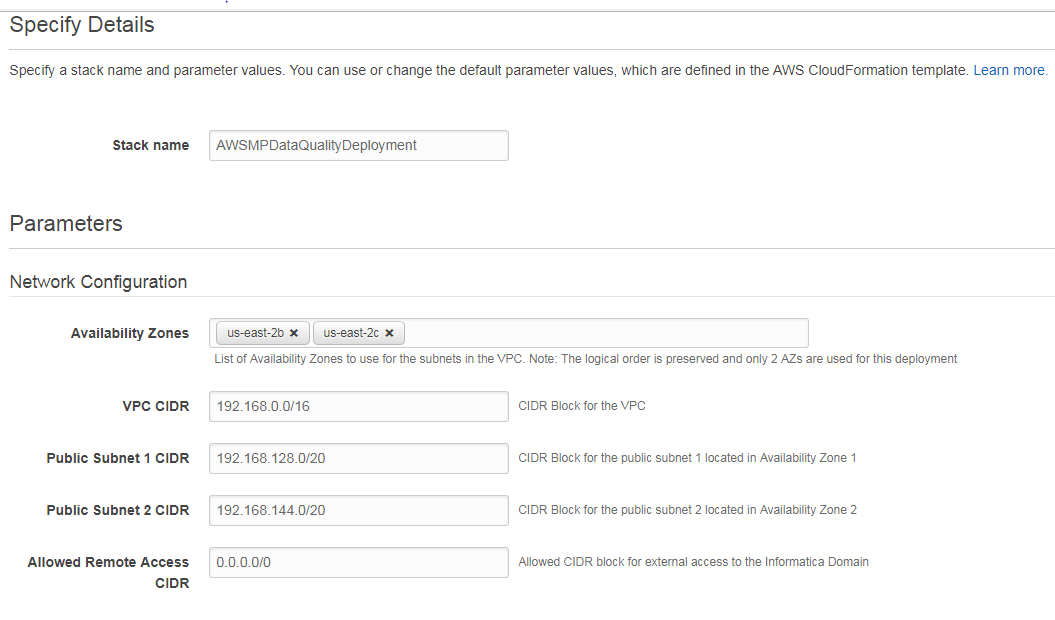 Specify Details
Specify a stack name and parameter values. You can use or change the default parameter values, which are defined in the AWS CloudFormation template. Learn more.
Stack name AWSMPDataQualityDeployment
Parameters
Network Configuration
Availability Zones us-east-2b × us-east-2c ×
List of Availability Zones to use for the subnets in the VPC. Note: The logical order is preserved and only 2 AZs are used for this deployment
VPC CIDR 192.168.0.0/16 CIDR Block for the VPC
Public Subnet 1 CIDR 192.168.128.0/20 CIDR Block for the public subnet 1 located in Availability Zone 1
Public Subnet 2 CIDR 192.168.144.0/20 CIDR Block for the public subnet 2 located in Availability Zone 2
Allowed Remote Access 0.0.0.0/0 Allowed CIDR block for external access to the Informatica Domain
CIDR